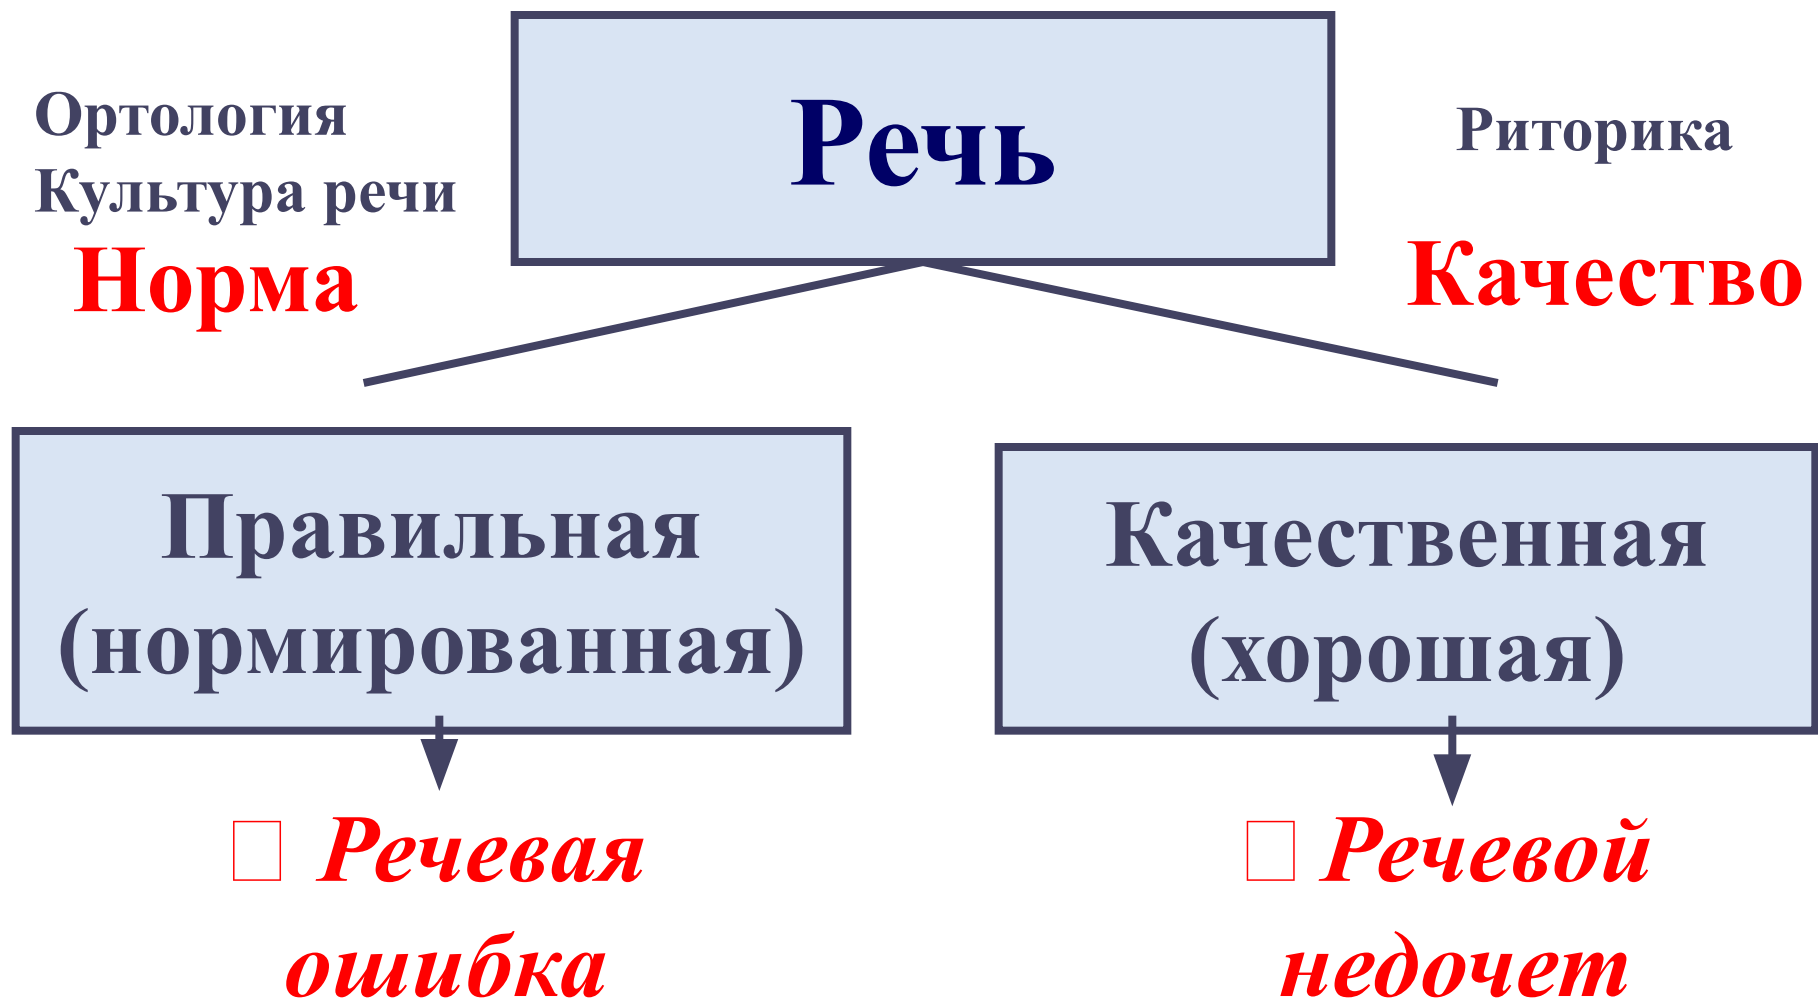 Речь
Ортология
Культура речи
Норма
Риторика
Качество
Правильная
(нормированная)
Качественная
(хорошая)
Речевая
ошибка
Речевой
недочет